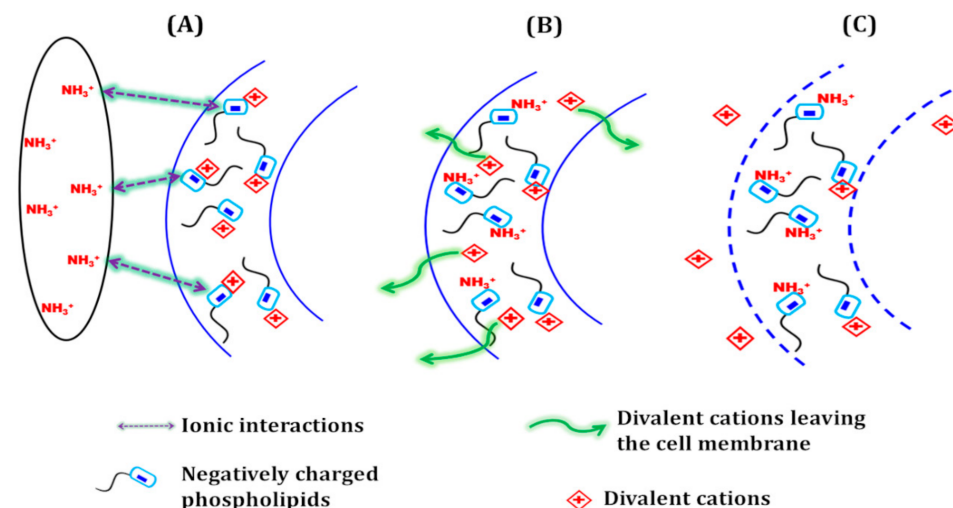 (A)
(B)
(C)
NH₃⁺
NH₃⁺
NH₃⁺
NH₃⁺
NH₃⁺
NH₃⁺
NH₃⁺
NH₃⁺
NH₃⁺
NH₃⁺
NH₃⁺
NH₃⁺
NH₃⁺
NH₃⁺
Ionic interactions
Negatively charged
phospholipids
Divalent cations leaving
the cell membrane
Divalent cations